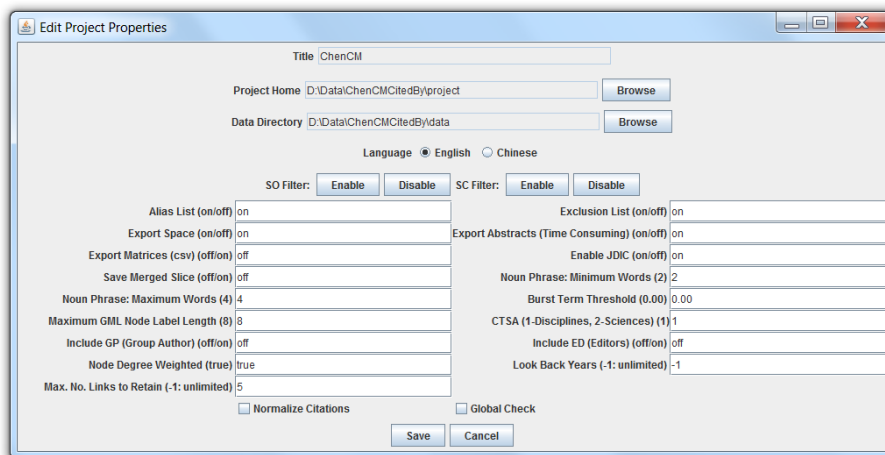 Edit Project Properties
Title ChenCM
Project Home D:\Data\ChenCMCitedBy\project Browse
Data Directory D:\Data\ChenCMCitedBy\data Browse
Language English Chinese
SO Filter: Enable Disable SC Filter: Enable Disable
Alias List (on/off) on Exclusion List (on/off) on
Export Space (on/off) on Export Abstracts (Time Consuming) (on/off) on
Export Matrices (csv) (off/on) off Enable JDIC (on/off) on
Save Merged Slice (off/on) off Noun Phrase: Minimum Words (2) 2
Noun Phrase: Maximum Words (4) 4 Burst Term Threshold (0.00) 0.00
Maximum GML Node Label Length (8) 8 CTSA (1-Disciplines, 2-Sciences) (1) 1
Include GP (Group Author) (off/on) off Include ED (Editors) (off/on) off
Node Degree Weighted (true) true Look Back Years (-1: unlimited) -1
Max. No. Links to Retain (-1: unlimited) 5
Normalize Citations Global Check
Save Cancel